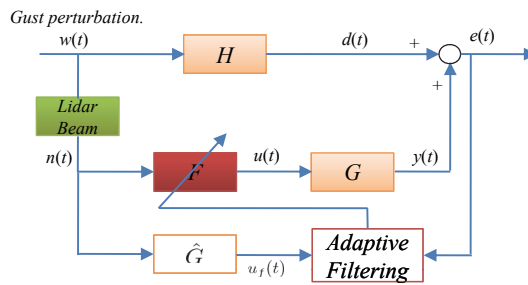 Gust perturbation.
w(t)
H
d(t)
+
e(t)
+
Lidar
Beam
n(t)
F
u(t)
G
y(t)
Ĝ
u_f(t)
Adaptive
Filtering